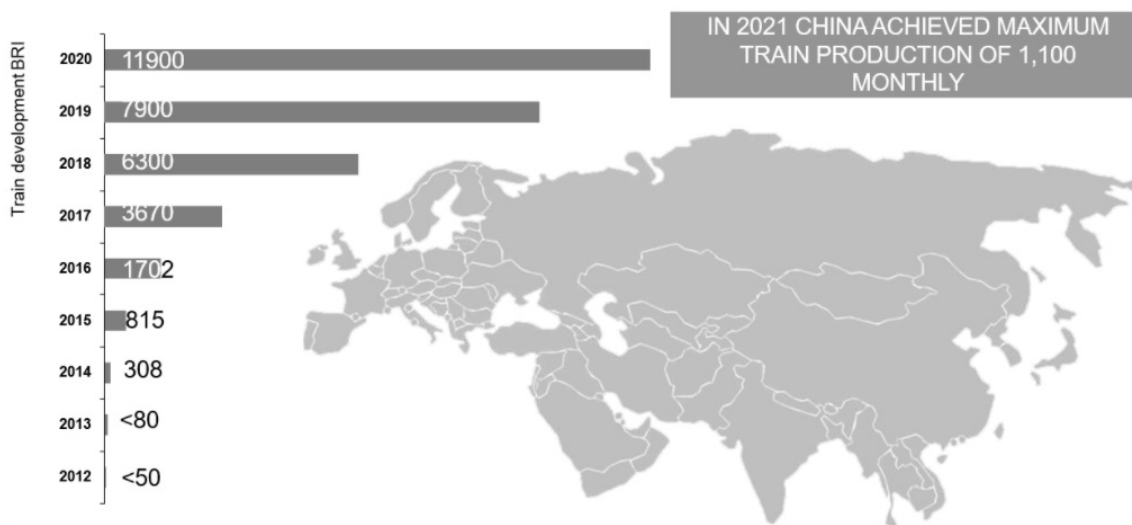 IN 2021 CHINA ACHIEVED MAXIMUM
TRAIN PRODUCTION OF 1,100
MONTHLY
Train development BRI
2020 11900
2019 7900
2018 6300
2017 3670
2016 1702
2015 815
2014 308
2013 <80
2012 <50